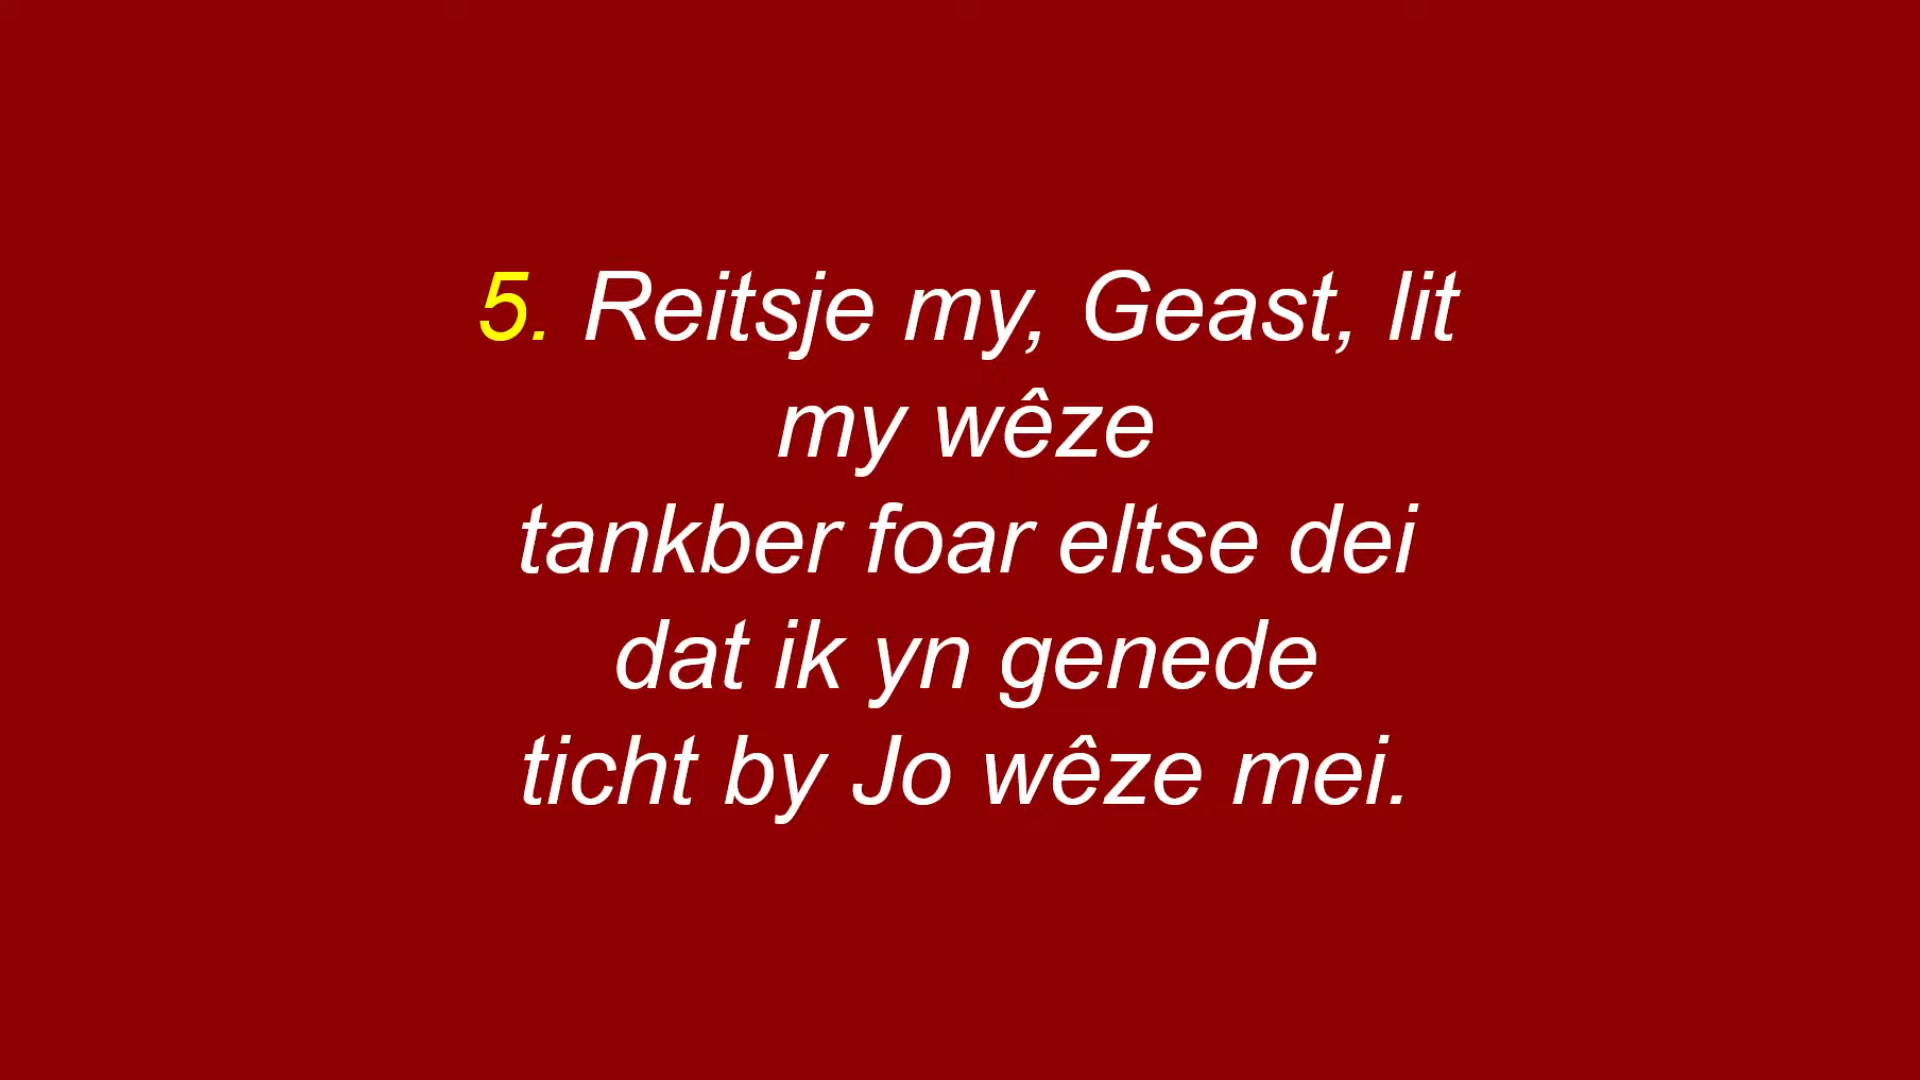 5. Reitsje my, Geast, lit
my wêze
tankber foar eltse dei
dat ik yn genede
ticht by Jo wêze mei.